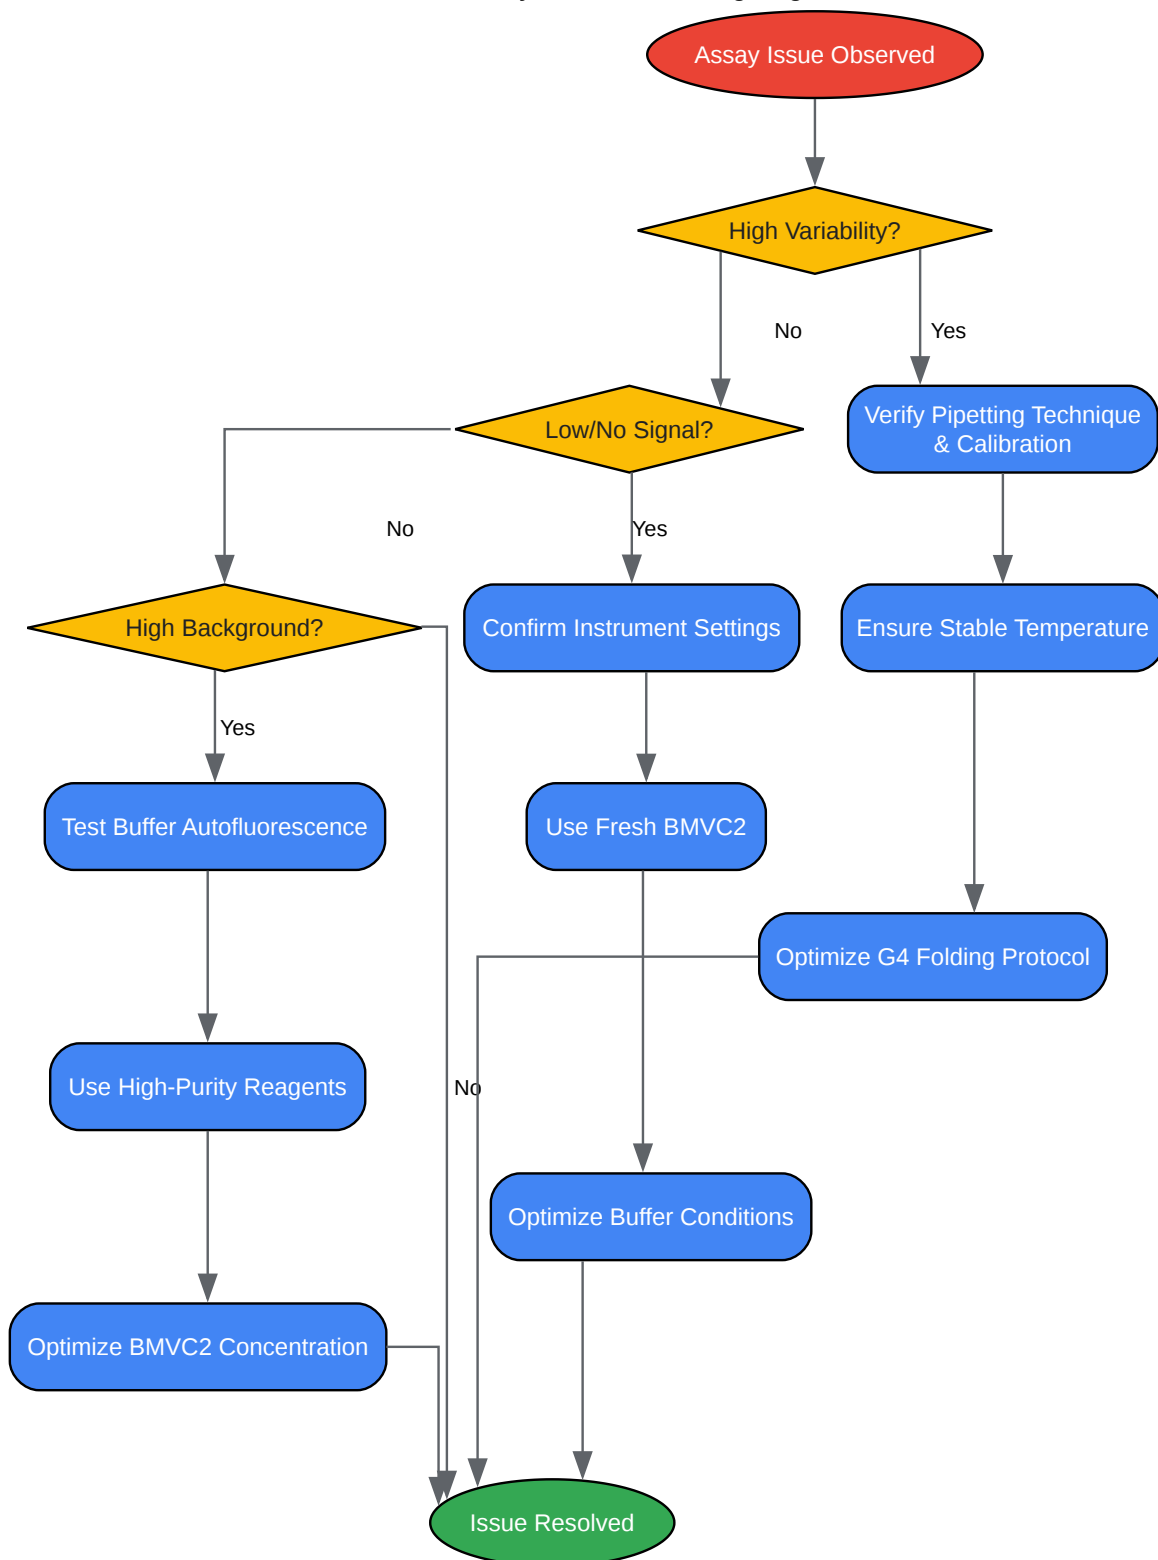 Assay Issue Observed
High Variability?
No
Yes
Low/No Signal?
Verify Pipetting Technique
& Calibration
No
Yes
High Background?
Confirm Instrument Settings
Ensure Stable Temperature
Yes
Test Buffer Autofluorescence
Use Fresh BMVC2
Optimize G4 Folding Protocol
Use High-Purity Reagents
No
Optimize Buffer Conditions
Optimize BMVC2 Concentration
Issue Resolved